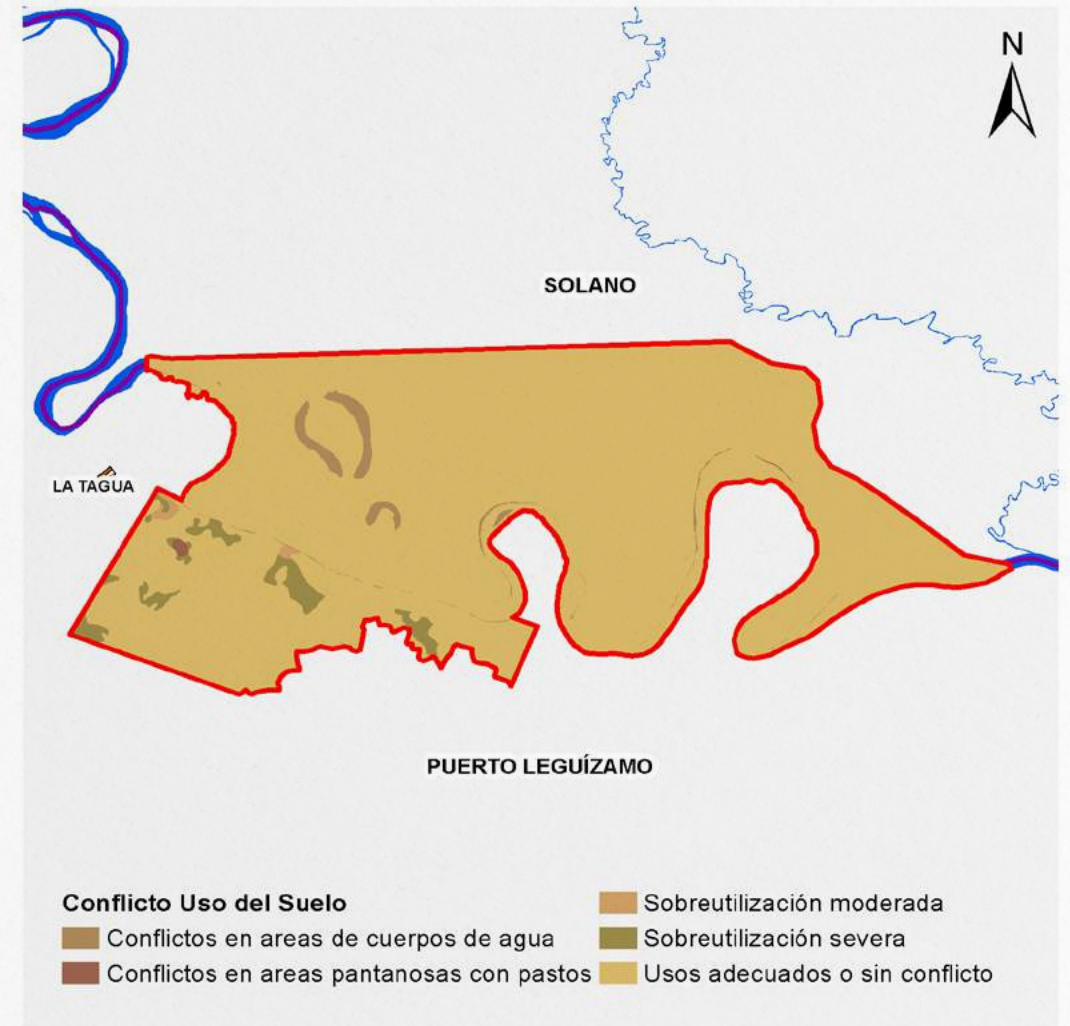 N
SOLANO
LA TAGUA
PUERTO LEGUÍZAMO
Conflicto Uso del Suelo
Conflictos en areas de cuerpos de agua
Conflictos en areas pantanosas con pastos
Sobreutilización moderada
Sobreutilización severa
Usos adecuados o sin conflicto